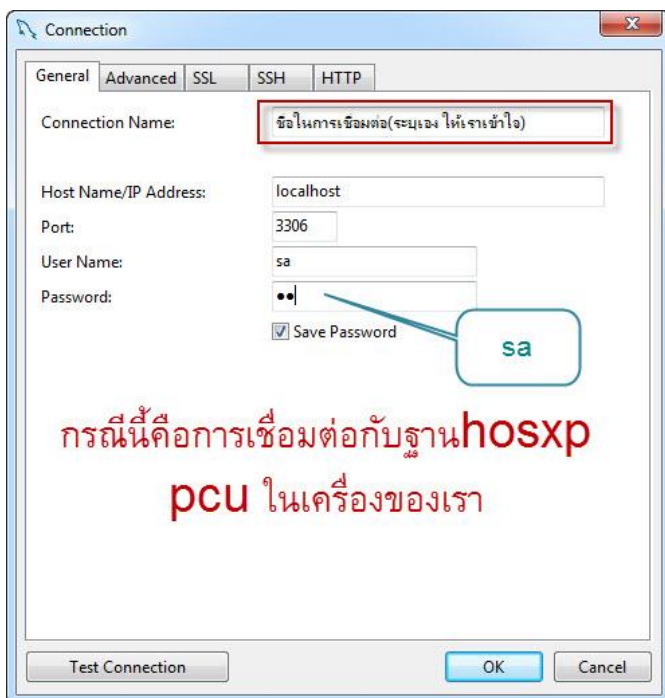 Connection
General Advanced SSL SSH HTTP
Connection Name: ชื่อในการเชื่อมต่อ(ระบุเอง ให้เราเข้าใจ)
Host Name/IP Address: localhost
Port: 3306
User Name: sa
Password: ●●
Save Password
sa
กรณีนี้คือการเชื่อมต่อกับฐานhosxp
pcu ในเครื่องของเรา
Test Connection OK Cancel